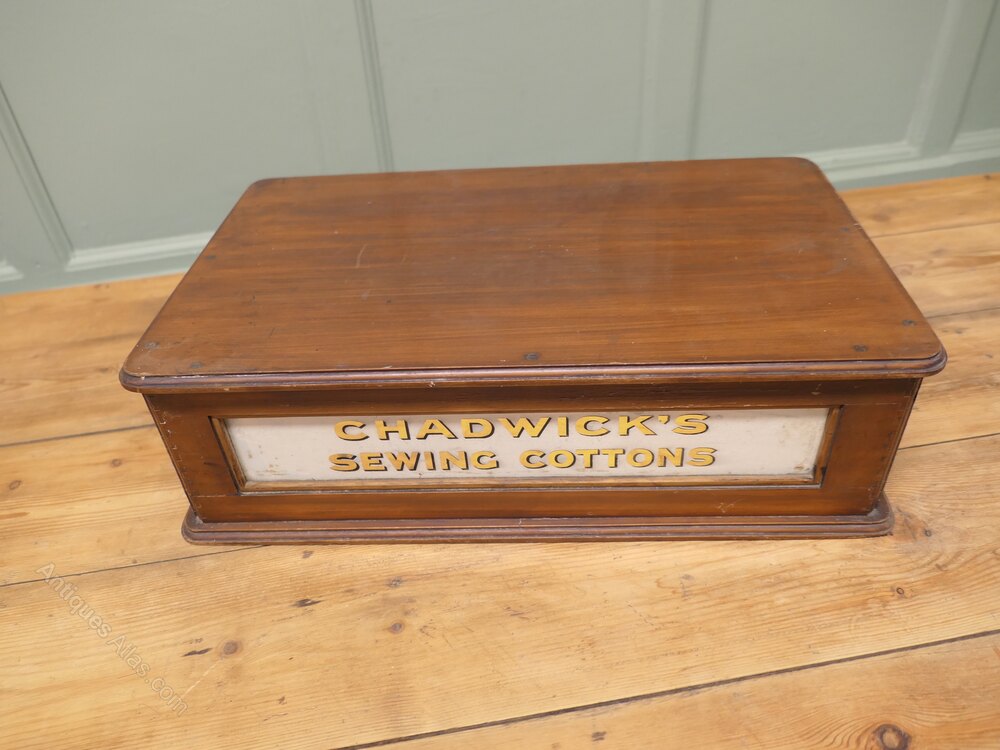 CHADWICK'S
SEWING COTTONS
Antiques Atlas.com